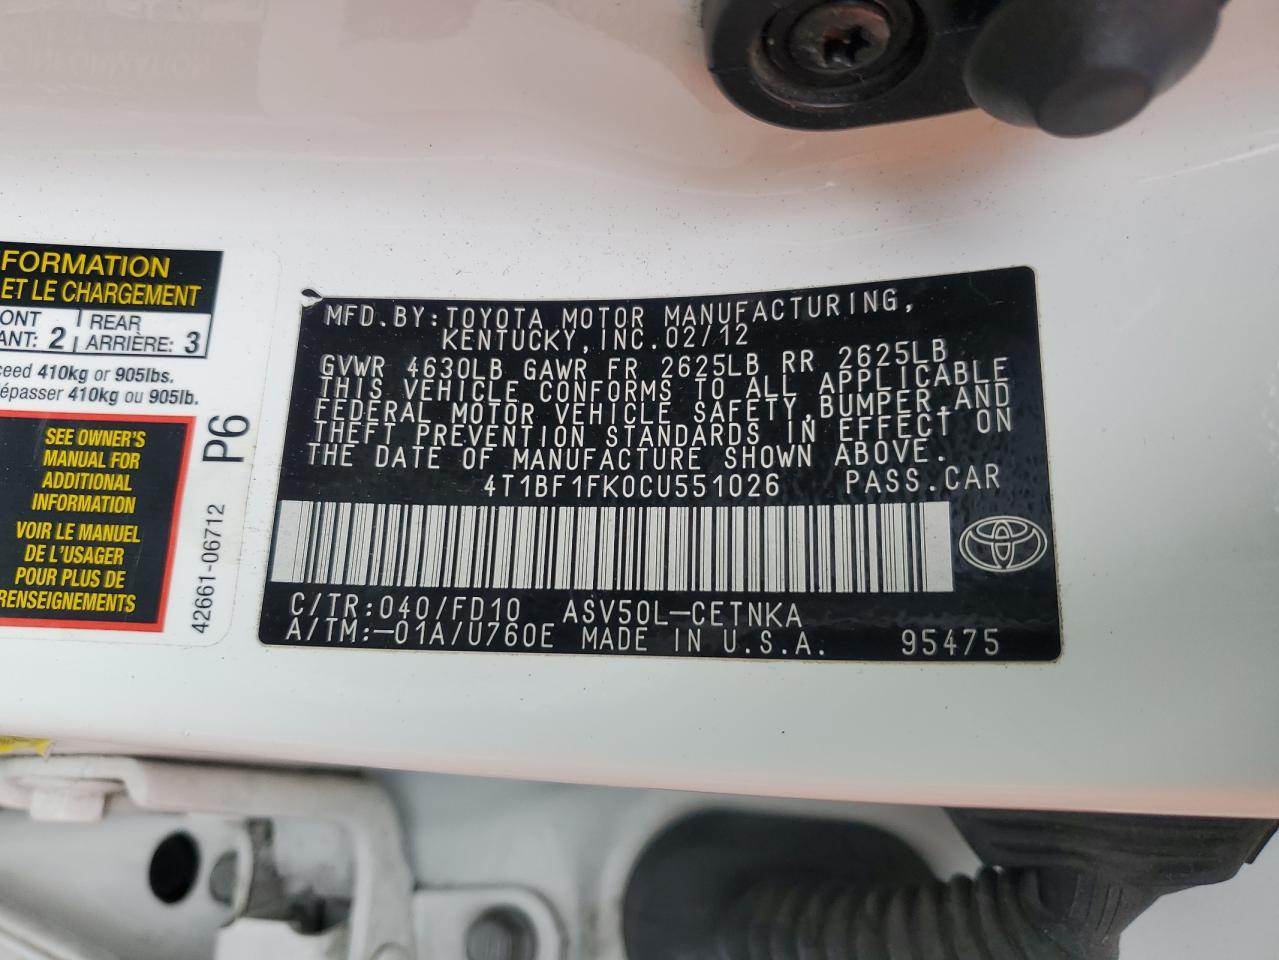 FORMATION
ET LE CHARGEMENT
ONT 2 REAR 3
ANT: ARRIÈRE:
ceed 410kg or 905lbs.
dépasser 410kg ou 905lb.
SEE OWNER'S
MANUAL FOR
ADDITIONAL
INFORMATION
VOIR LE MANUEL
DE L'USAGER
POUR PLUS DE
RENSEIGNEMENTS
P6
42661-06712
MFD.BY:TOYOTA MOTOR MANUFACTURING,
KENTUCKY,INC.02/12
GVWR 4630LB GAWR FR 2625LB RR 2625LB
THIS VEHICLE CONFORMS TO ALL APPLICABLE
FEDERAL MOTOR VEHICLE SAFETY,BUMPER,AND
THEFT PREVENTION STANDARDS IN EFFECT ON
THE DATE OF MANUFACTURE SHOWN ABOVE.
4T1BF1FK0CU551026 PASS.CAR
C/TR:040/FD10 ASV50L-CETNKA
A/TM:-01A/U760E MADE IN U.S.A. 95475